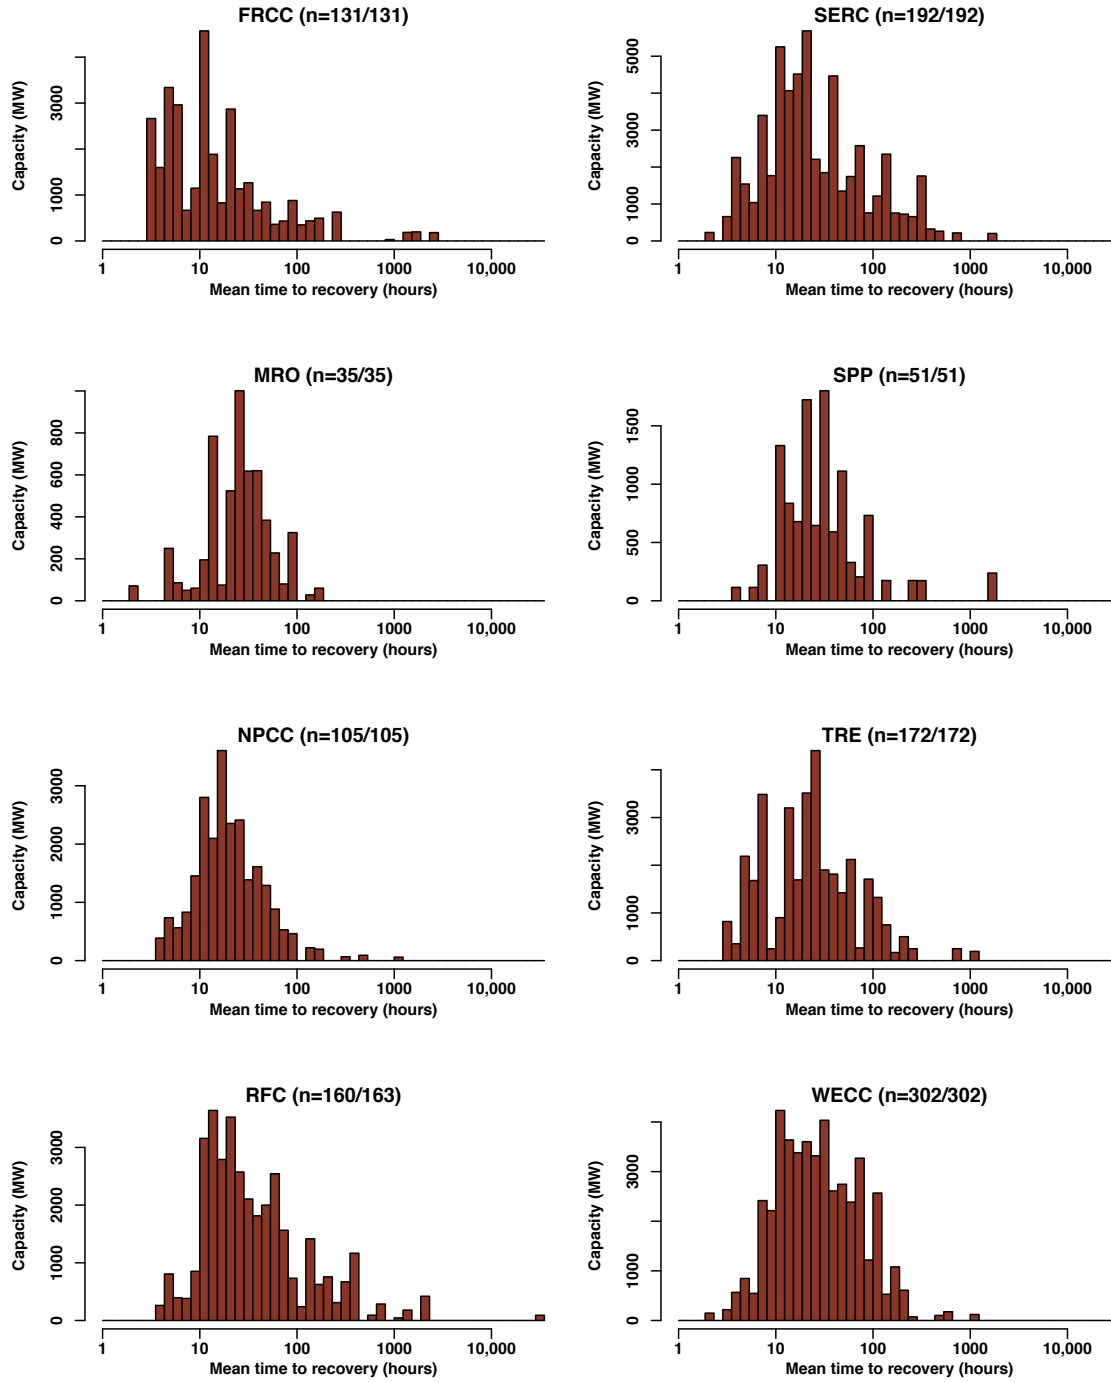 FRCC (n=131/131)
Capacity (MW)
0 1000 3000
1 10 100 1000 10,000
Mean time to recovery (hours)
SERC (n=192/192)
Capacity (MW)
0 1000 3000 5000
1 10 100 1000 10,000
Mean time to recovery (hours)
MRO (n=35/35)
Capacity (MW)
0 200 400 600 800
1 10 100 1000 10,000
Mean time to recovery (hours)
SPP (n=51/51)
Capacity (MW)
0 500 1000 1500
1 10 100 1000 10,000
Mean time to recovery (hours)
NPCC (n=105/105)
Capacity (MW)
0 1000 2000 3000
1 10 100 1000 10,000
Mean time to recovery (hours)
TRE (n=172/172)
Capacity (MW)
0 1000 3000
1 10 100 1000 10,000
Mean time to recovery (hours)
RFC (n=160/163)
Capacity (MW)
0 1000 2000 3000
1 10 100 1000 10,000
Mean time to recovery (hours)
WECC (n=302/302)
Capacity (MW)
0 1000 3000
1 10 100 1000 10,000
Mean time to recovery (hours)